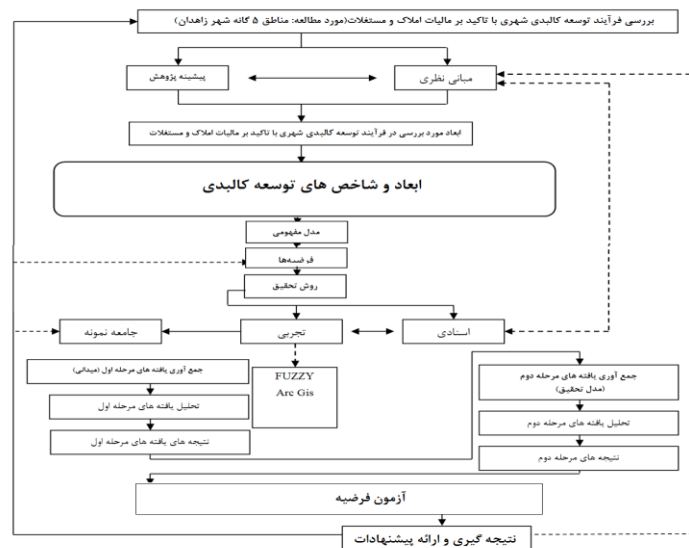 بررسی فرآیند توسعه کالبدی شهری با تاکید بر مالیات املاک و مستغلات(مورد مطالعه: مناطق ۵ گانه شهر زاهدان)
مبانی نظری
پیشینه پژوهش
ابعاد مورد بررسی در فرآیند توسعه کالبدی شهری با تاکید بر مالیات املاک و مستغلات
ابعاد و شاخص های توسعه کالبدی
مدل مفهومی
فرضیه‌ها
روش تحقیق
اسنادی
تجربی
جامعه نمونه
FUZZY
Arc Gis
جمع آوری یافته های مرحله اول (میدانی)
تحلیل یافته های مرحله اول
نتیجه های یافته های مرحله اول
جمع آوری یافته های مرحله دوم
(مدل تحقیق)
تحلیل یافته های مرحله دوم
نتیجه های مرحله دوم
آزمون فرضیه
نتیجه گیری و ارائه پیشنهادات